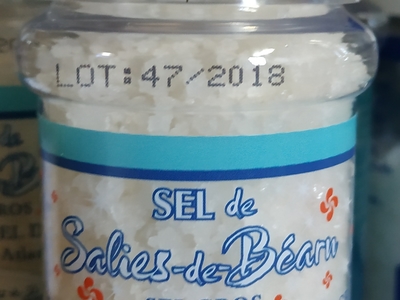 LOT:47/2018
SEL de
Salies-de-Béarn